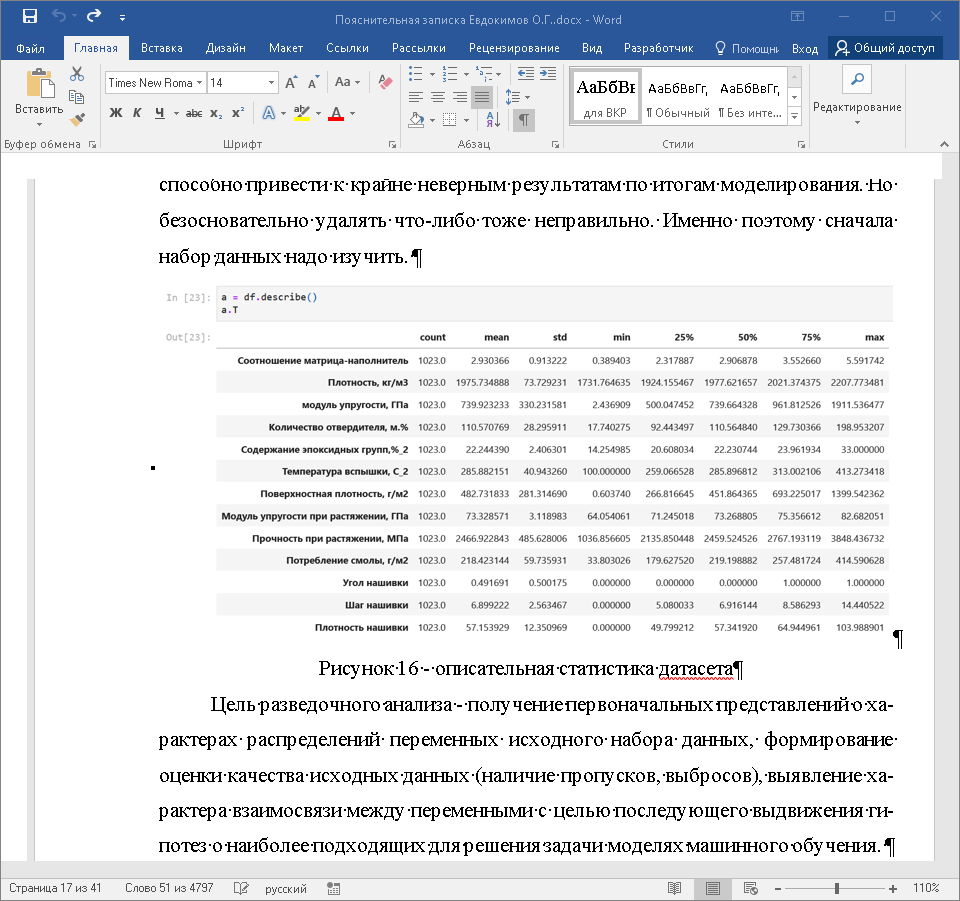 Пояснительная записка Евдокимов О.Г..docx - Word
Файл Главная Вставка Дизайн Макет Ссылки Рассылки Рецензирование Вид Разработчик Помощни Вход Общий доступ
Times New Roma 14 Aa
АаБбВı АаБбВвГг, АаБбВвГг,
Вставить Ж К Ч abc x₂ x² A aby A для ВКР ¶ Обычный ¶ Без инте... Редактирование
Буфер обмена Шрифт Абзац Стили
способно привести к крайне неверным результатам по итогам моделирования. Но
безосновательно удалять что-либо тоже неправильно. Именно поэтому сначала
набор данных надо изучить.¶
In [23]: a = df.describe()
a.T
Out[23]:
count mean std min 25% 50% 75% max
Соотношение матрица-наполнитель 1023.0 2.930366 0.913222 0.389403 2.317887 2.906878 3.552660 5.591742
Плотность, кг/м3 1023.0 1975.734888 73.729231 1731.764635 1924.155467 1977.621657 2021.374375 2207.773481
модуль упругости, ГПа 1023.0 739.923233 330.231581 2.436909 500.047452 739.664328 961.812526 1911.536477
Количество отвердителя, м.% 1023.0 110.570769 28.295911 17.740275 92.443497 110.564840 129.730366 198.953207
Содержание эпоксидных групп,%_2 1023.0 22.244390 2.406301 14.254985 20.608034 22.230744 23.961934 33.000000
Температура вспышки, С_2 1023.0 285.882151 40.943260 100.000000 259.066528 285.896812 313.002106 413.273418
Поверхностная плотность, г/м2 1023.0 482.731833 281.314690 0.603740 266.816645 451.864365 693.225017 1399.542362
Модуль упругости при растяжении, ГПа 1023.0 73.328571 3.118983 64.054061 71.245018 73.268805 75.356612 82.682051
Прочность при растяжении, МПа 1023.0 2466.922843 485.628006 1036.856605 2135.850448 2459.524526 2767.193119 3848.436732
Потребление смолы, г/м2 1023.0 218.423144 59.735931 33.803026 179.627520 219.198882 257.481724 414.590628
Угол нашивки 1023.0 0.491691 0.500175 0.000000 0.000000 0.000000 1.000000 1.000000
Шаг нашивки 1023.0 6.899222 2.563467 0.000000 5.080033 6.916144 8.586293 14.440522
Плотность нашивки 1023.0 57.153929 12.350969 0.000000 49.799212 57.341920 64.944961 103.988901 ¶
Рисунок 16 - описательная статистика датасета¶
Цель разведочного анализа - получение первоначальных представлений о ха-
рактерах распределений переменных исходного набора данных, формирование
оценки качества исходных данных (наличие пропусков, выбросов), выявление ха-
рактера взаимосвязи между переменными с целью последующего выдвижения ги-
потез о наиболее подходящих для решения задачи моделях машинного обучения.¶
Страница 17 из 41 Слово 51 из 4797 русский 110%